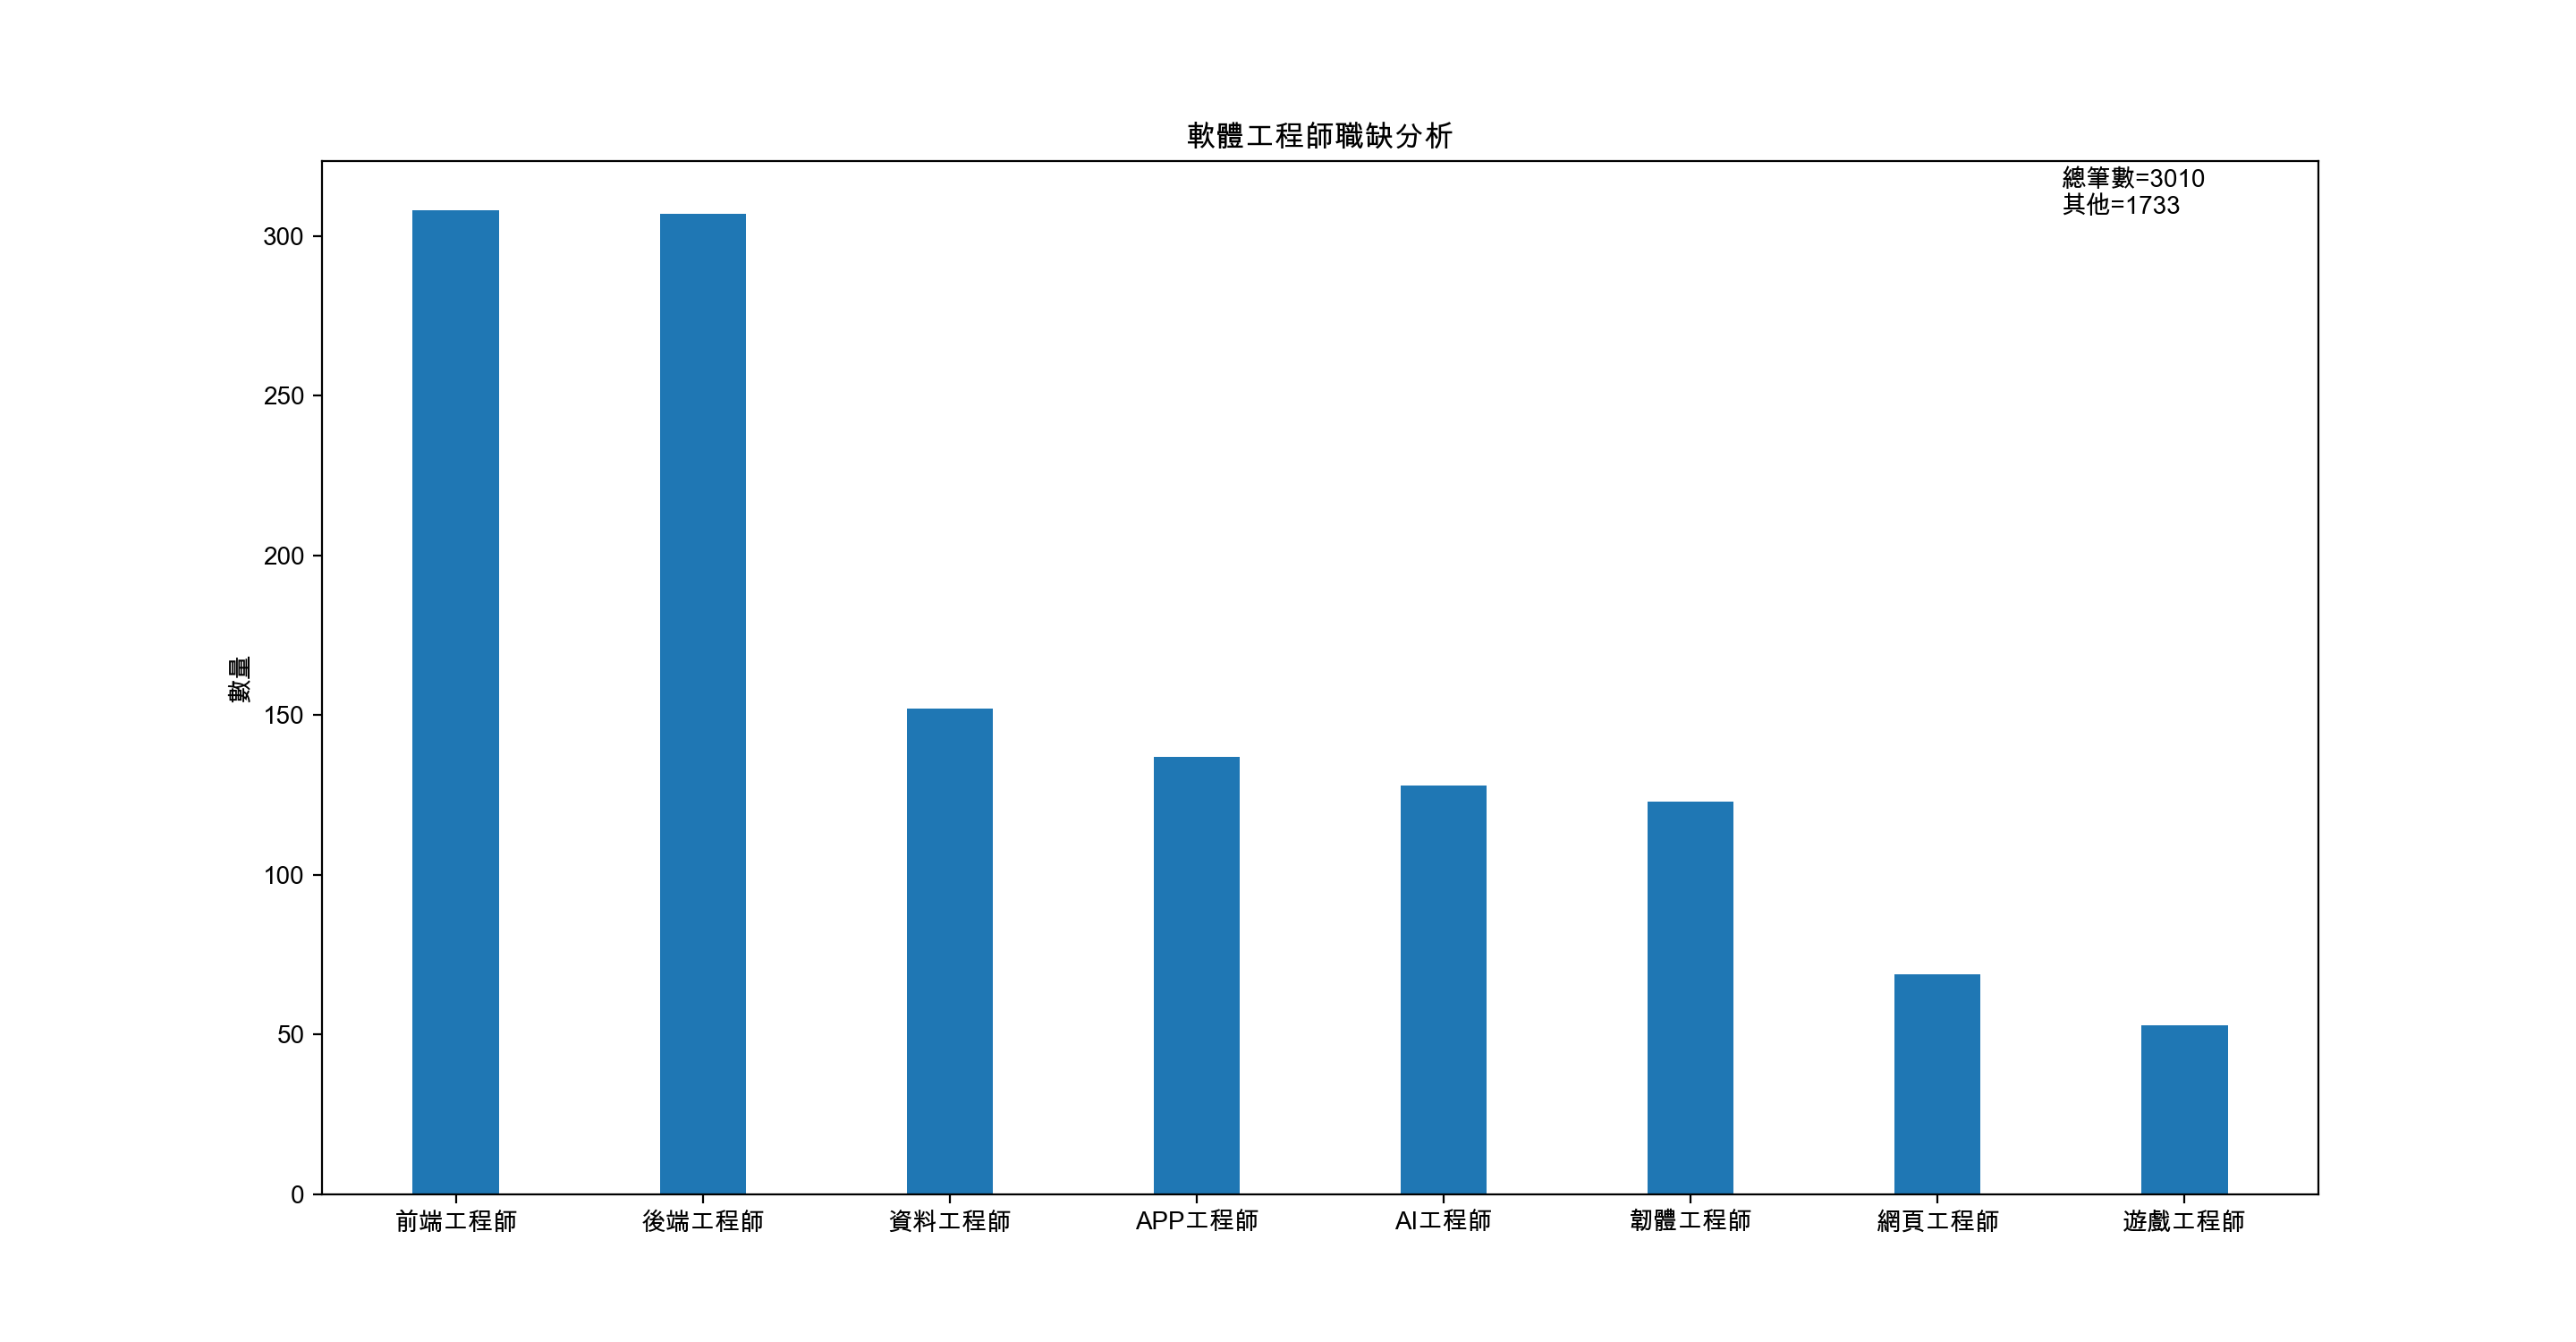 軟體工程師職缺分析
總筆數=3010
其他=1733
數量
300
250
200
150
100
50
0
前端工程師
後端工程師
資料工程師
APP工程師
AI工程師
韌體工程師
網頁工程師
遊戲工程師